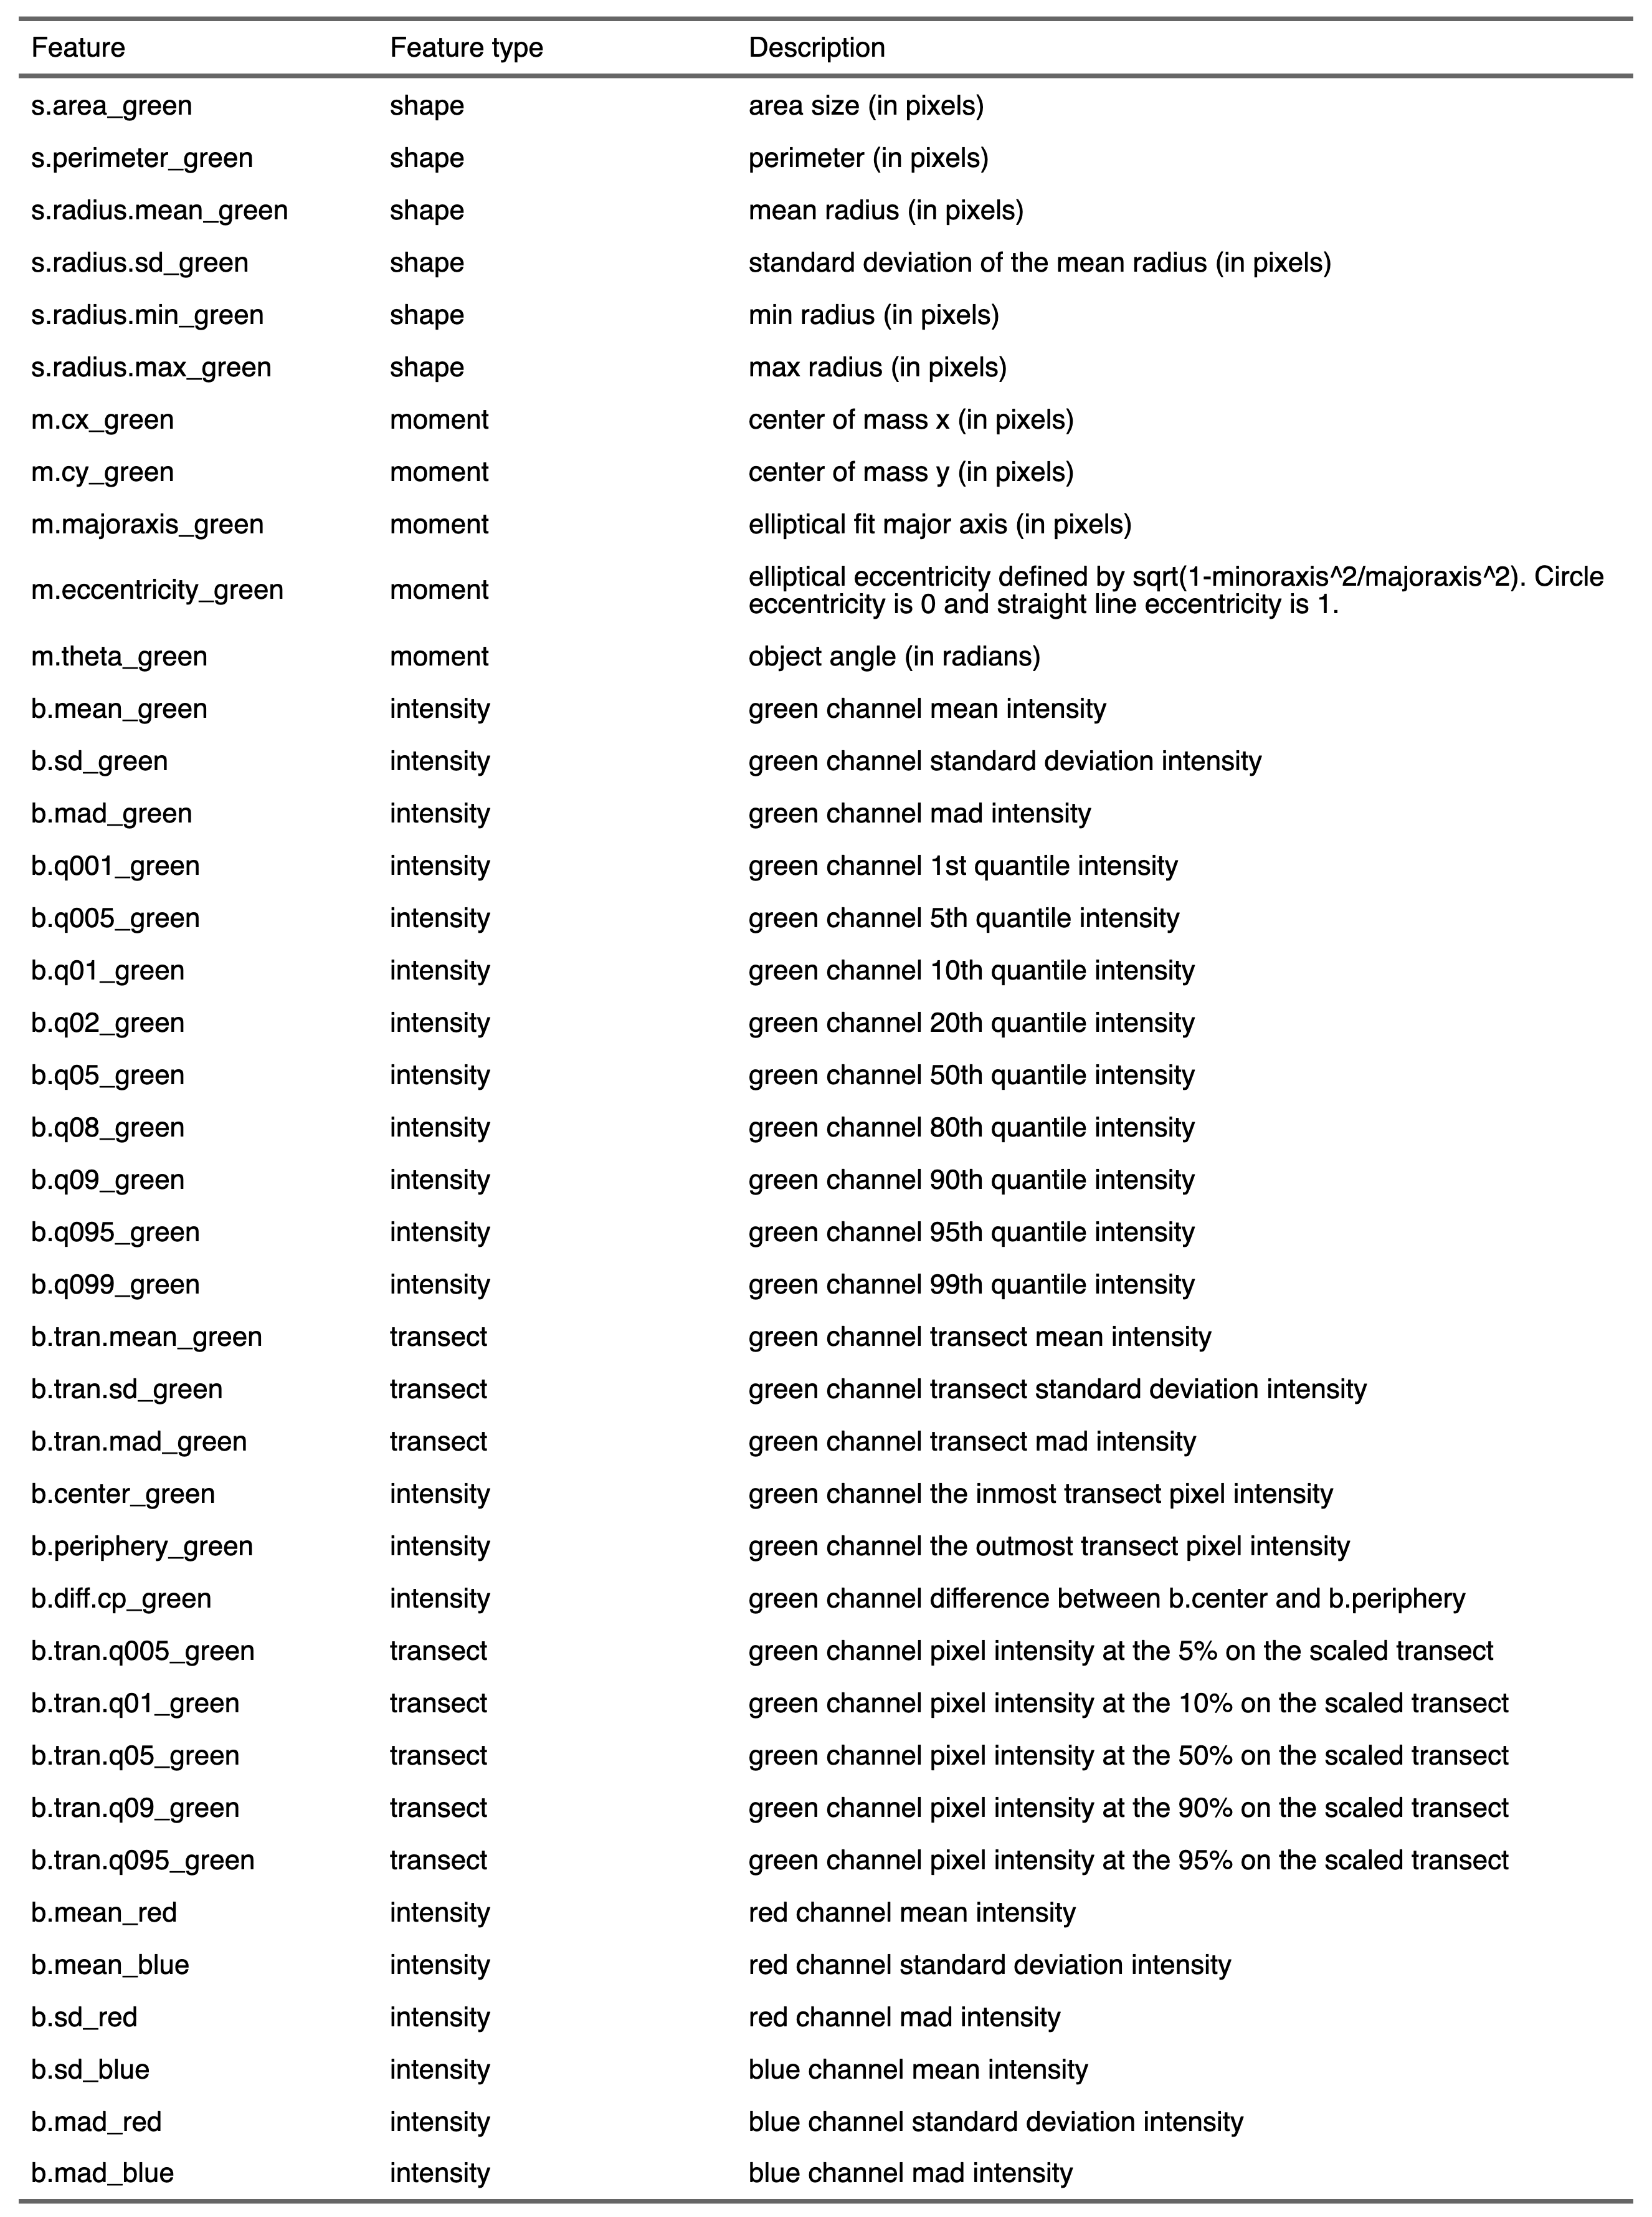 Feature Feature type Description
s.area_green shape area size (in pixels)
s.perimeter_green shape perimeter (in pixels)
s.radius.mean_green shape mean radius (in pixels)
s.radius.sd_green shape standard deviation of the mean radius (in pixels)
s.radius.min_green shape min radius (in pixels)
s.radius.max_green shape max radius (in pixels)
m.cx_green moment center of mass x (in pixels)
m.cy_green moment center of mass y (in pixels)
m.majoraxis_green moment elliptical fit major axis (in pixels)
m.eccentricity_green moment elliptical eccentricity defined by sqrt(1-minoraxis^2/majoraxis^2). Circle
eccentricity is 0 and straight line eccentricity is 1.
m.theta_green moment object angle (in radians)
b.mean_green intensity green channel mean intensity
b.sd_green intensity green channel standard deviation intensity
b.mad_green intensity green channel mad intensity
b.q001_green intensity green channel 1st quantile intensity
b.q005_green intensity green channel 5th quantile intensity
b.q01_green intensity green channel 10th quantile intensity
b.q02_green intensity green channel 20th quantile intensity
b.q05_green intensity green channel 50th quantile intensity
b.q08_green intensity green channel 80th quantile intensity
b.q09_green intensity green channel 90th quantile intensity
b.q095_green intensity green channel 95th quantile intensity
b.q099_green intensity green channel 99th quantile intensity
b.tran.mean_green transect green channel transect mean intensity
b.tran.sd_green transect green channel transect standard deviation intensity
b.tran.mad_green transect green channel transect mad intensity
b.center_green intensity green channel the inmost transect pixel intensity
b.periphery_green intensity green channel the outmost transect pixel intensity
b.diff.cp_green intensity green channel difference between b.center and b.periphery
b.tran.q005_green transect green channel pixel intensity at the 5% on the scaled transect
b.tran.q01_green transect green channel pixel intensity at the 10% on the scaled transect
b.tran.q05_green transect green channel pixel intensity at the 50% on the scaled transect
b.tran.q09_green transect green channel pixel intensity at the 90% on the scaled transect
b.tran.q095_green transect green channel pixel intensity at the 95% on the scaled transect
b.mean_red intensity red channel mean intensity
b.mean_blue intensity red channel standard deviation intensity
b.sd_red intensity red channel mad intensity
b.sd_blue intensity blue channel mean intensity
b.mad_red intensity blue channel standard deviation intensity
b.mad_blue intensity blue channel mad intensity